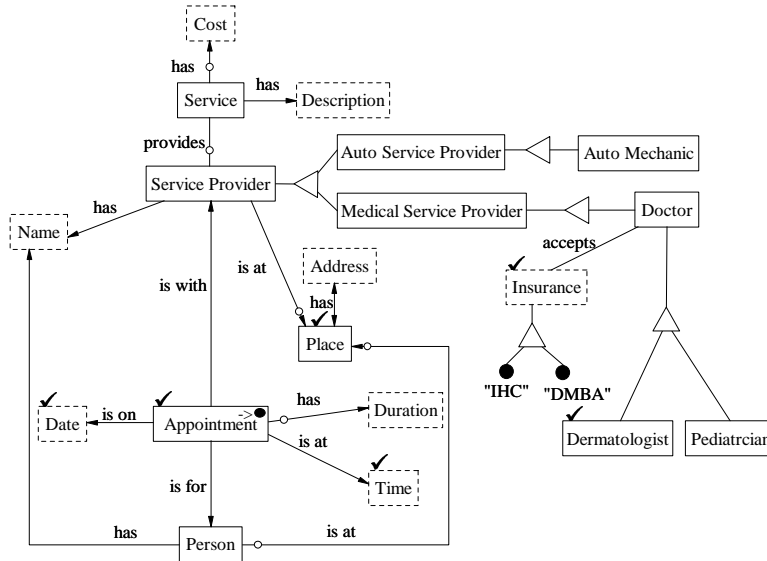 Cost
has
has
Service
Description
provides
Auto Service Provider
Auto Mechanic
Service Provider
Medical Service Provider
Doctor
has
Name
accepts
is at
Address
Insurance
is with
has
Place
"IHC"
"DMBA"
has
Date
is on
Appointment
->
Duration
Dermatologist
Pediatrcian
is at
Time
is for
has
Person
is at